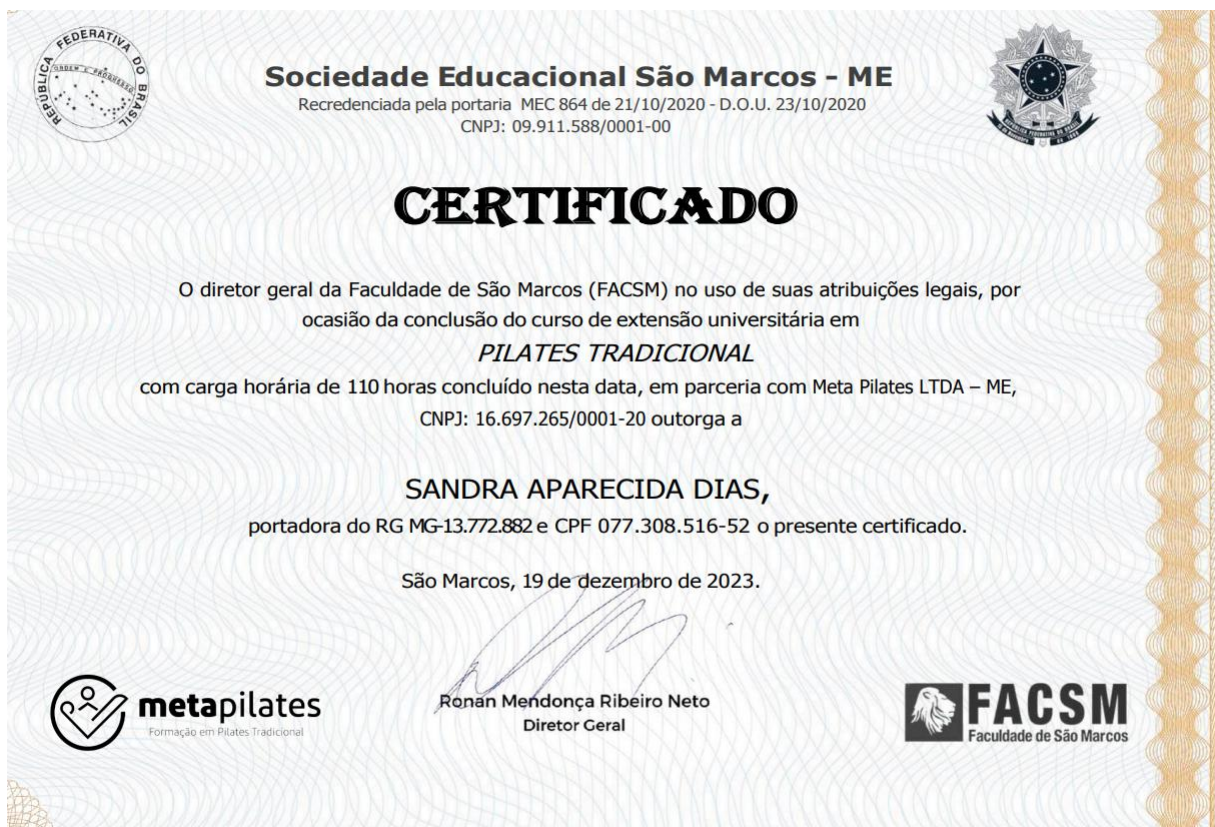 REPÚBLICA FEDERATIVA DO BRASIL
ORDEM E PROGRESSO
Sociedade Educacional São Marcos - ME
Recredenciada pela portaria MEC 864 de 21/10/2020 - D.O.U. 23/10/2020
CNPJ: 09.911.588/0001-00
CERTIFICADO
O diretor geral da Faculdade de São Marcos (FACSM) no uso de suas atribuições legais, por
ocasião da conclusão do curso de extensão universitária em
PILATES TRADICIONAL
com carga horária de 110 horas concluído nesta data, em parceria com Meta Pilates LTDA – ME,
CNPJ: 16.697.265/0001-20 outorga a
SANDRA APARECIDA DIAS,
portadora do RG MG-13.772.882 e CPF 077.308.516-52 o presente certificado.
São Marcos, 19 de dezembro de 2023.
Ronan Mendonça Ribeiro Neto
Diretor Geral
metapilates
Formação em Pilates Tradicional
FACSM
Faculdade de São Marcos